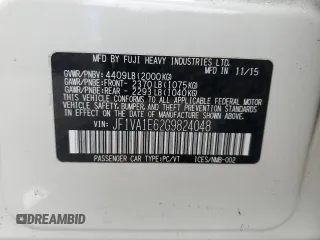 MFD BY FUJI HEAVY INDUSTRIES LTD.
MFD IN 11/15
GVWR/PNBV: 4409LB(2000KG)
GAWR/PNBE:FRONT- 2370LB(1075KG)
GAWR/PNBE:REAR - 2293LB(1040KG)
THIS VEHICLE CONFORMS TO ALL APPLICABLE
FEDERAL MOTOR VEHICLE SAFETY, BUMPER,
AND THEFT PREVENTION STANDARDS IN
EFFECT ON THE DATE OF MANUFACTURE
SHOWN ABOVE.
VIN: JF1VA1E62G9824048
PASSENGER CAR TYPE:PC/VT ICES/NMB-002
DREAMBID